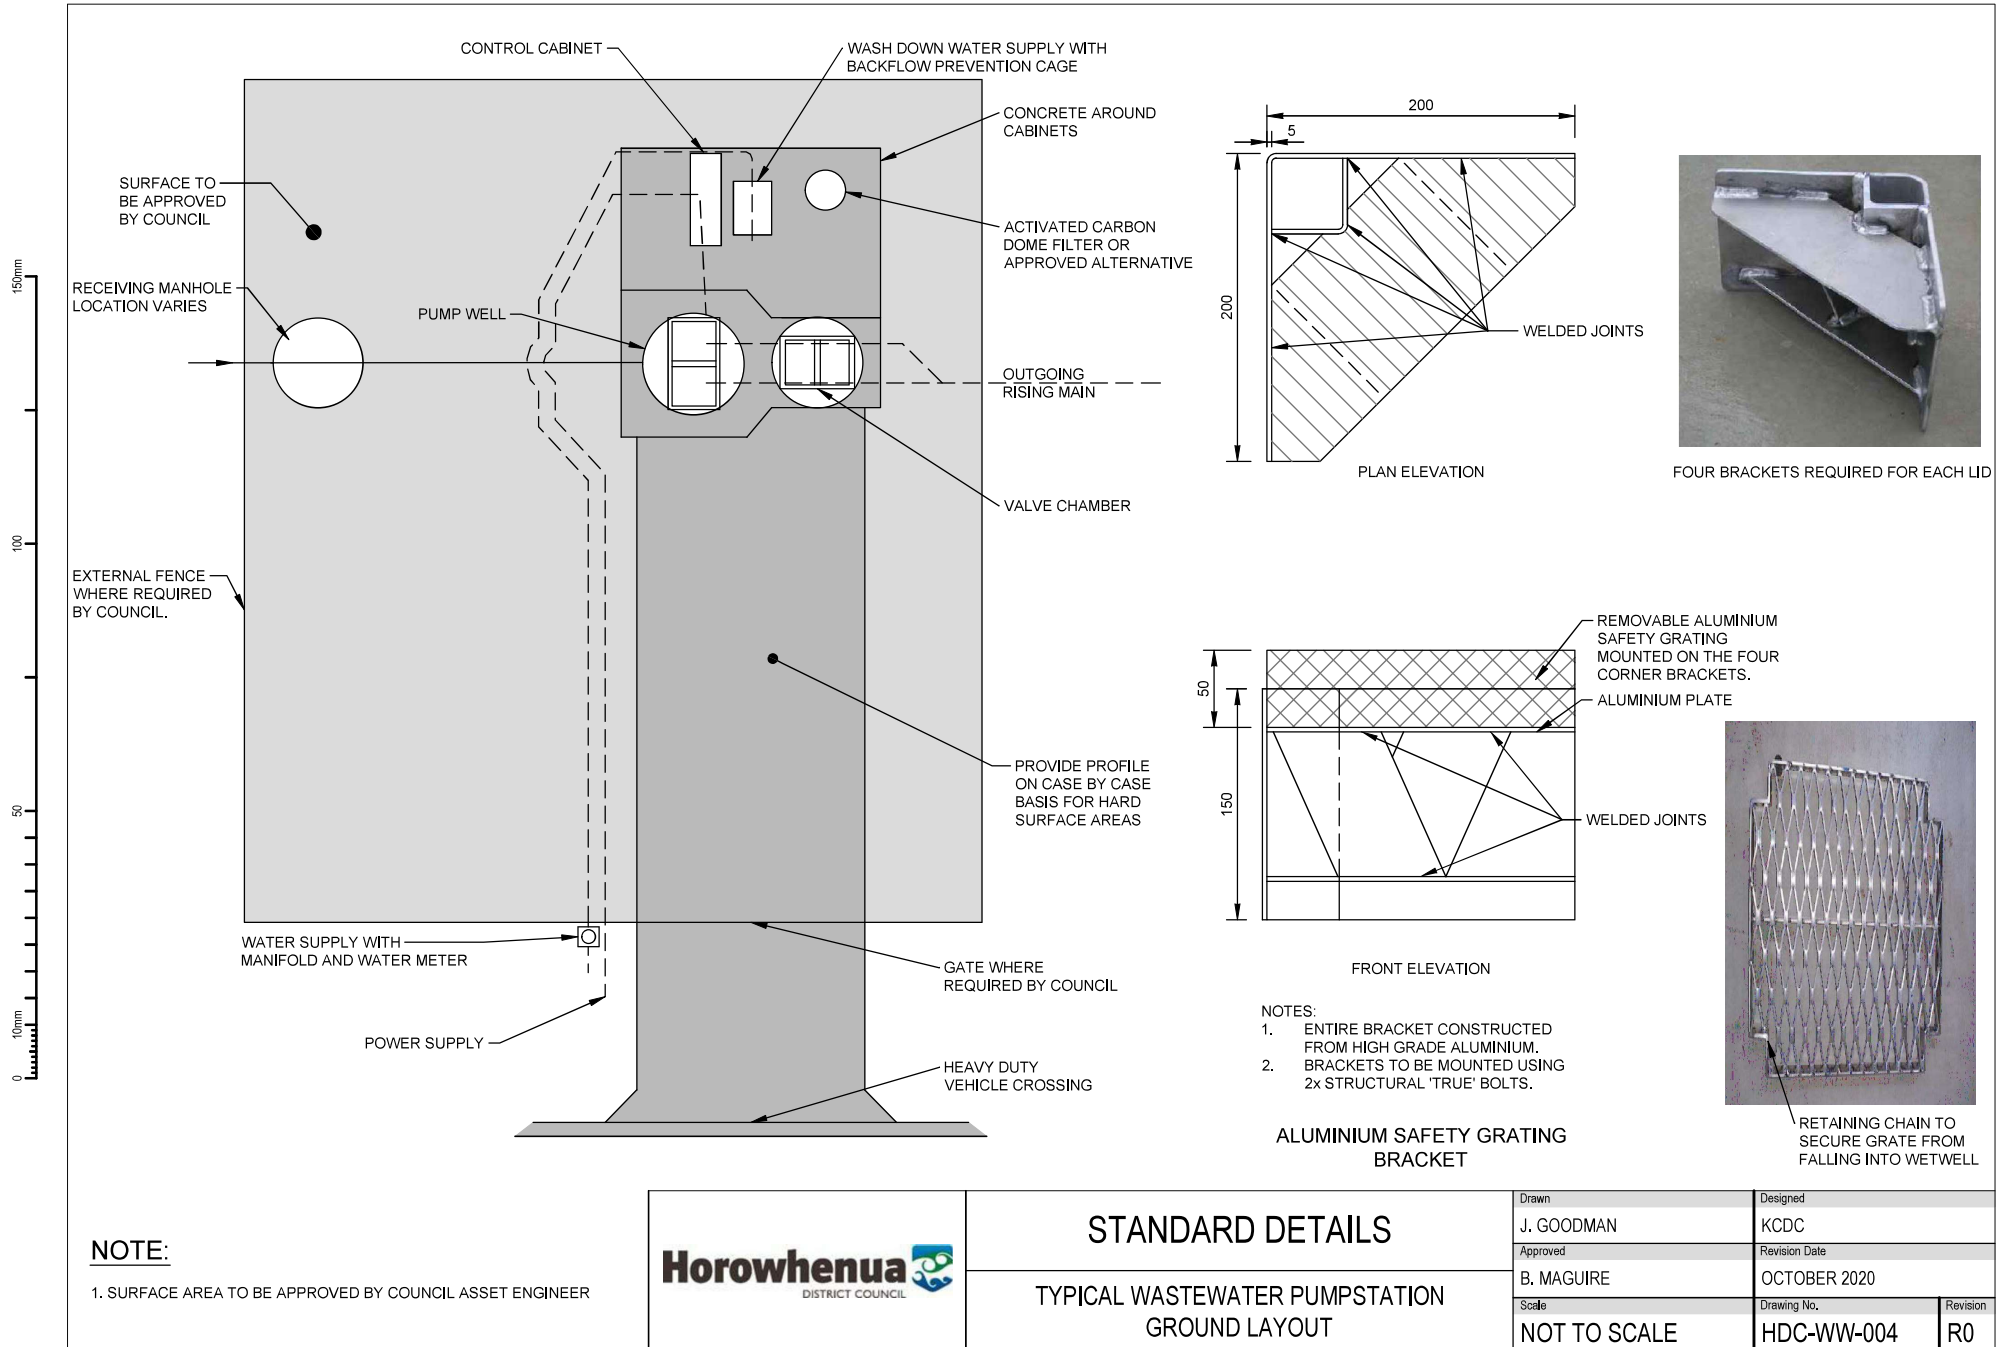 CONTROL CABINET
WASH DOWN WATER SUPPLY WITH
BACKFLOW PREVENTION CAGE
CONCRETE AROUND
CABINETS
SURFACE TO
BE APPROVED
BY COUNCIL
ACTIVATED CARBON
DOME FILTER OR
APPROVED ALTERNATIVE
RECEIVING MANHOLE
LOCATION VARIES
PUMP WELL
OUTGOING
RISING MAIN
VALVE CHAMBER
EXTERNAL FENCE
WHERE REQUIRED
BY COUNCIL.
PROVIDE PROFILE
ON CASE BY CASE
BASIS FOR HARD
SURFACE AREAS
WATER SUPPLY WITH
MANIFOLD AND WATER METER
GATE WHERE
REQUIRED BY COUNCIL
POWER SUPPLY
HEAVY DUTY
VEHICLE CROSSING
150mm
100
50
10mm
0
200
5
200
WELDED JOINTS
PLAN ELEVATION
FOUR BRACKETS REQUIRED FOR EACH LID
REMOVABLE ALUMINIUM
SAFETY GRATING
MOUNTED ON THE FOUR
CORNER BRACKETS.
ALUMINIUM PLATE
50
150
WELDED JOINTS
FRONT ELEVATION
NOTES:
1. ENTIRE BRACKET CONSTRUCTED
FROM HIGH GRADE ALUMINIUM.
2. BRACKETS TO BE MOUNTED USING
2x STRUCTURAL 'TRUE' BOLTS.
ALUMINIUM SAFETY GRATING
BRACKET
RETAINING CHAIN TO
SECURE GRATE FROM
FALLING INTO WETWELL
NOTE:
1. SURFACE AREA TO BE APPROVED BY COUNCIL ASSET ENGINEER
Horowhenua
DISTRICT COUNCIL
STANDARD DETAILS
TYPICAL WASTEWATER PUMPSTATION
GROUND LAYOUT
Drawn
J. GOODMAN
Designed
KCDC
Approved
B. MAGUIRE
Revision Date
OCTOBER 2020
Scale
NOT TO SCALE
Drawing No.
HDC-WW-004
Revision
R0